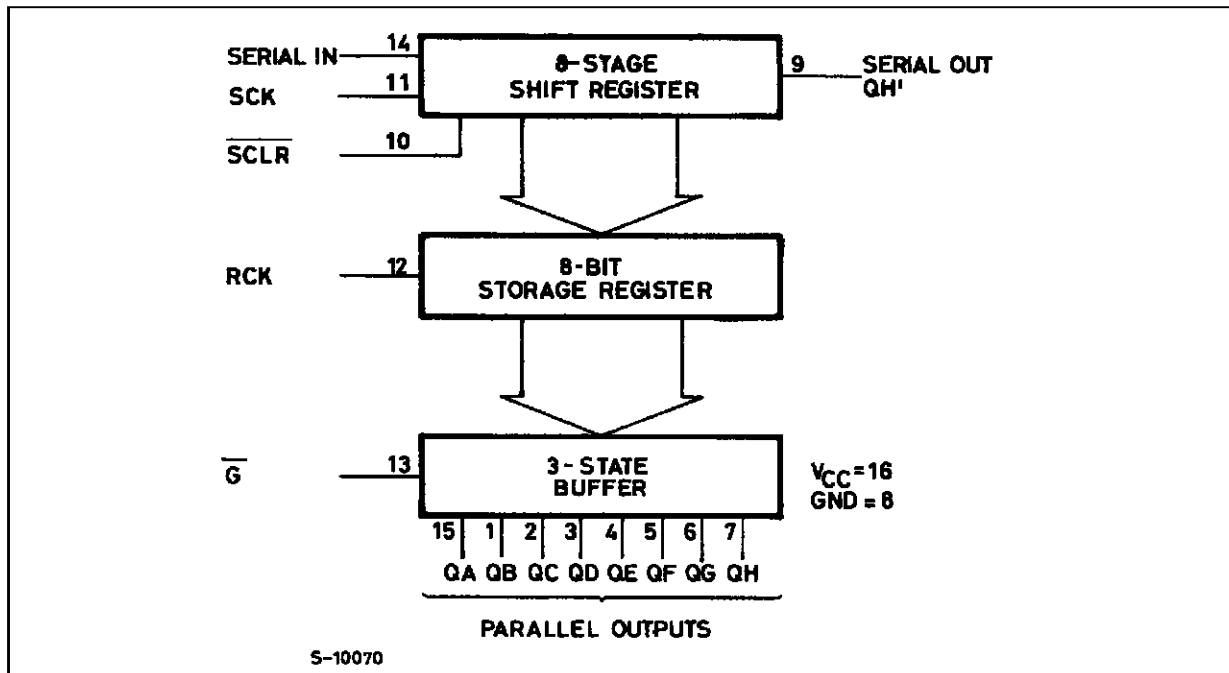 SERIAL IN
14
8-STAGE
SHIFT REGISTER
9
SERIAL OUT
QH'
SCK
11
SCLR
10
RCK
12
8-BIT
STORAGE REGISTER
G
13
3-STATE
BUFFER
VCC=16
GND=8
15 1 2 3 4 5 6 7
QA QB QC QD QE QF QG QH
PARALLEL OUTPUTS
S-10070